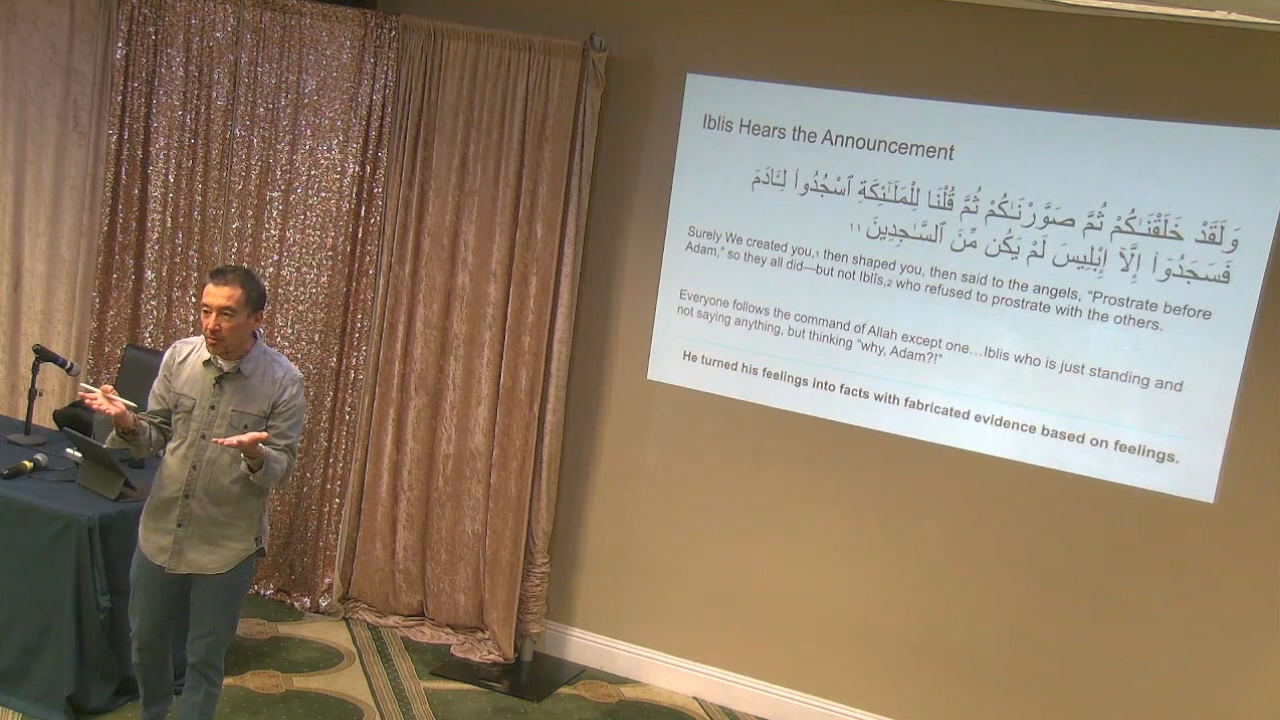 Iblis Hears the Announcement
وَلَقَدْ خَلَقْنَـٰكُمْ ثُمَّ صَوَّرْنَـٰكُمْ ثُمَّ قُلْنَا لِلْمَلَـٰٓئِكَةِ ٱسْجُدُوا۟ لِـَٔادَمَ
فَسَجَدُوٓا۟ إِلَّآ إِبْلِيسَ لَمْ يَكُن مِّنَ ٱلسَّـٰجِدِينَ ١١
Surely We created you,1 then shaped you, then said to the angels, “Prostrate before
Adam,” so they all did—but not Iblîs,2 who refused to prostrate with the others.
Everyone follows the command of Allah except one…Iblis who is just standing and
not saying anything, but thinking “why, Adam?!”
He turned his feelings into facts with fabricated evidence based on feelings.